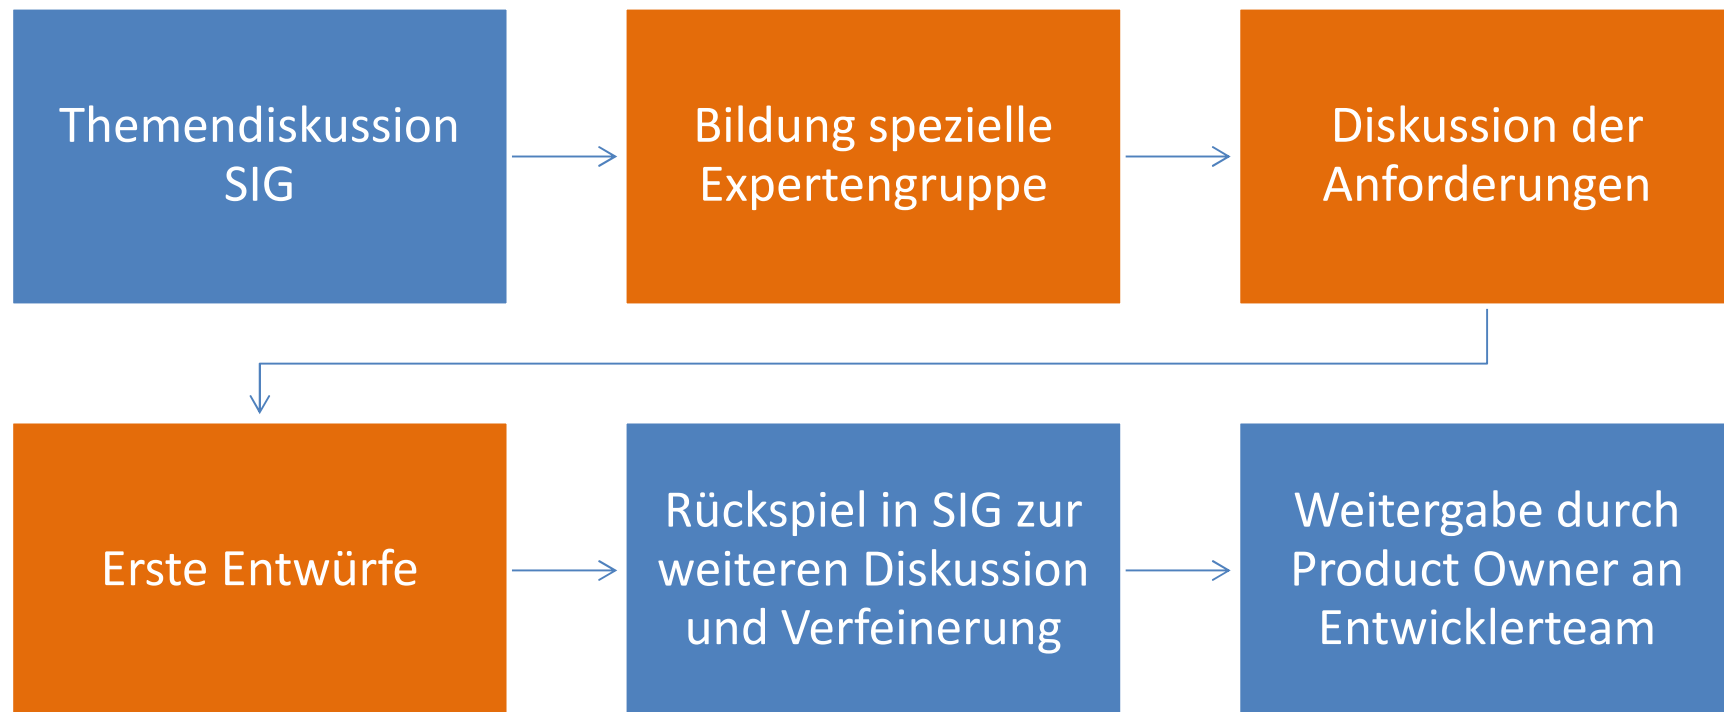 Themendiskussion
SIG
Bildung spezielle
Expertengruppe
Diskussion der
Anforderungen
Erste Entwürfe
Rückspiel in SIG zur
weiteren Diskussion
und Verfeinerung
Weitergabe durch
Product Owner an
Entwicklerteam